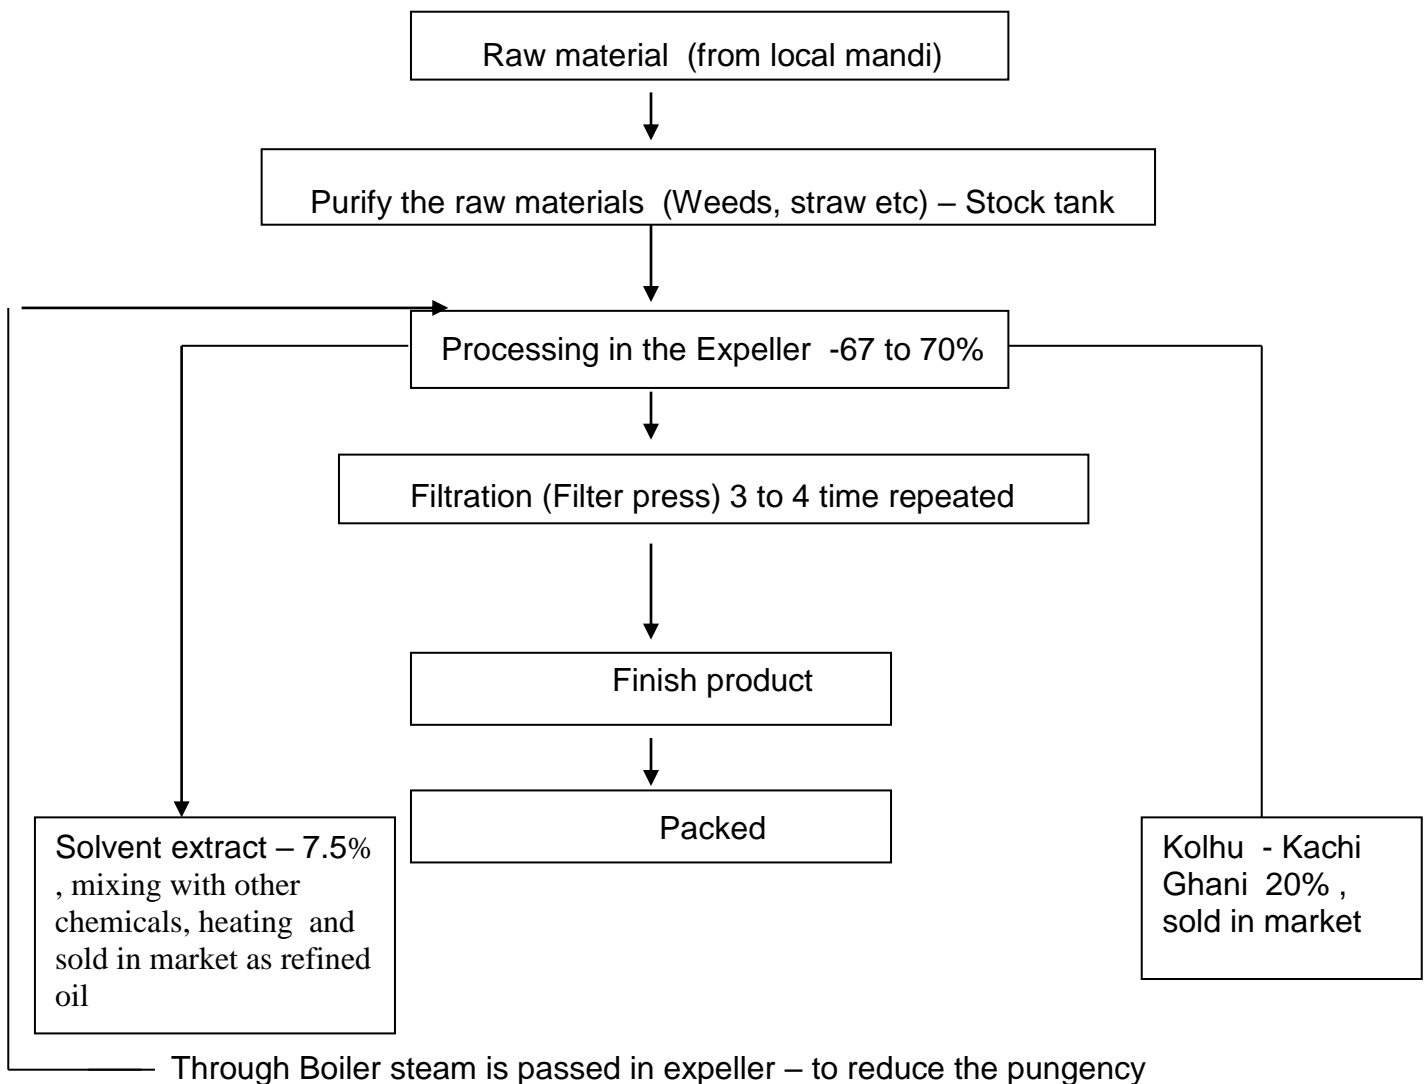 Raw material (from local mandi)
Purify the raw materials (Weeds, straw etc) – Stock tank
Processing in the Expeller -67 to 70%
Filtration (Filter press) 3 to 4 time repeated
Finish product
Packed
Solvent extract – 7.5%
, mixing with other
chemicals, heating and
sold in market as refined
oil
Kolhu - Kachi
Ghani 20% ,
sold in market
Through Boiler steam is passed in expeller – to reduce the pungency